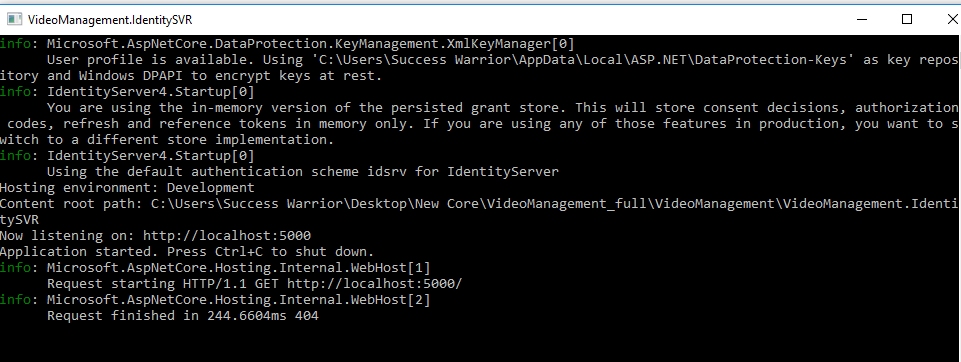 VideoManagement.IdentitySVR
info: Microsoft.AspNetCore.DataProtection.KeyManagement.XmlKeyManager[0]
User profile is available. Using 'C:\Users\Success Warrior\AppData\Local\ASP.NET\DataProtection-Keys' as key repos
itory and Windows DPAPI to encrypt keys at rest.
info: IdentityServer4.Startup[0]
You are using the in-memory version of the persisted grant store. This will store consent decisions, authorization
codes, refresh and reference tokens in memory only. If you are using any of those features in production, you want to s
witch to a different store implementation.
info: IdentityServer4.Startup[0]
Using the default authentication scheme idsrv for IdentityServer
Hosting environment: Development
Content root path: C:\Users\Success Warrior\Desktop\New Core\VideoManagement_full\VideoManagement\VideoManagement.Identi
tySVR
Now listening on: http://localhost:5000
Application started. Press Ctrl+C to shut down.
info: Microsoft.AspNetCore.Hosting.Internal.WebHost[1]
Request starting HTTP/1.1 GET http://localhost:5000/
info: Microsoft.AspNetCore.Hosting.Internal.WebHost[2]
Request finished in 244.6604ms 404